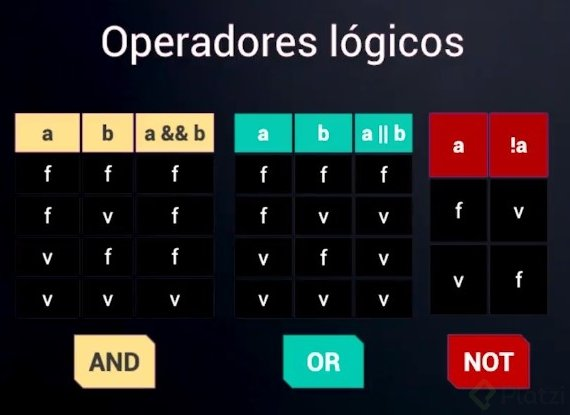 Operadores lógicos
a b a && b
f f f
f v f
v f f
v v v
AND
a b a || b
f f f
f v v
v f v
v v v
OR
a !a
f v
v f
NOT
Platzi